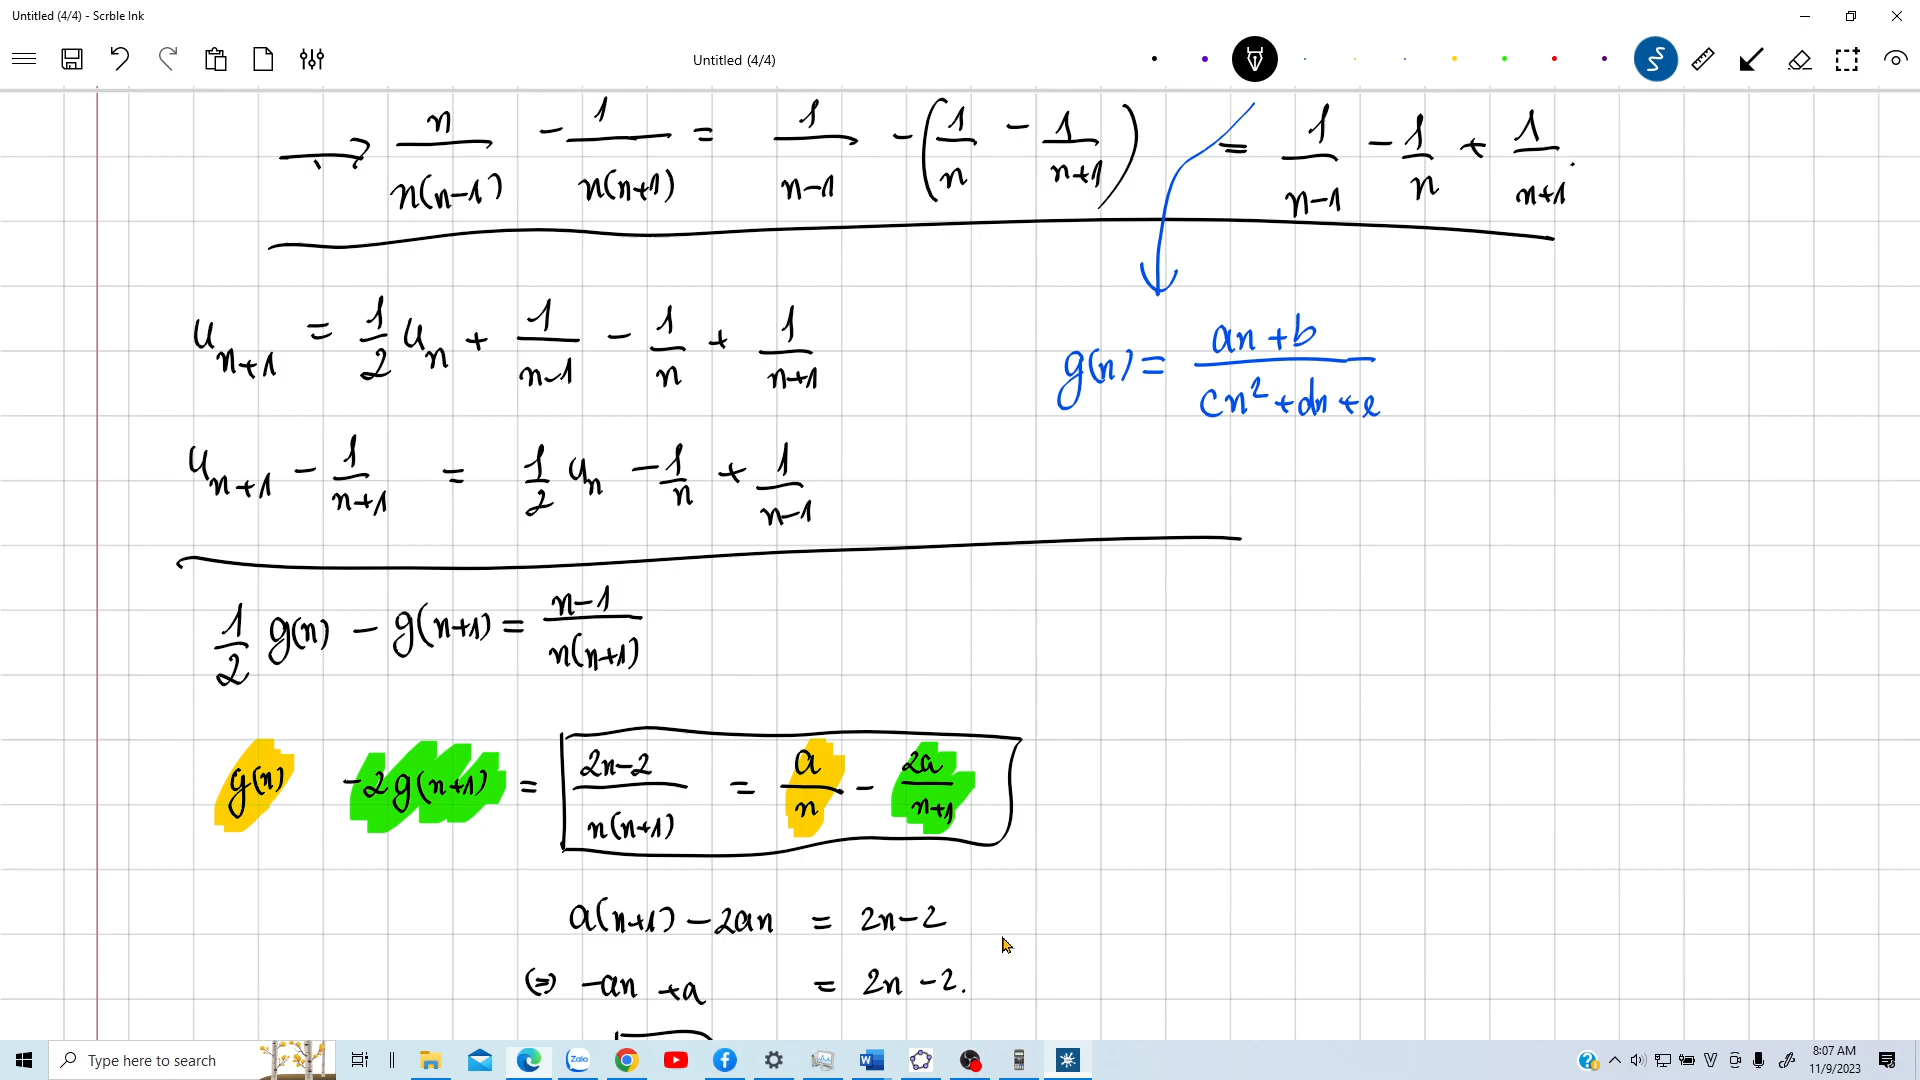 Untitled (4/4) - Scrble Ink
Untitled (4/4)
→ n/(n(n-1)) - 1/(n(n+1)) = 1/(n-1) - (1/n - 1/(n+1)) = 1/(n-1) - 1/n + 1/(n+1).
u_{n+1} = 1/2 u_n + 1/(n-1) - 1/n + 1/(n+1)
g(n) = (an+b)/(cn²+dn+e)
u_{n+1} - 1/(n+1) = 1/2 u_n - 1/n + 1/(n-1)
1/2 g(n) - g(n+1) = (n-1)/(n(n+1))
g(n) -2g(n+1) = (2n-2)/(n(n+1)) = a/n - 2a/(n+1)
a(n+1) - 2an = 2n-2
(=) -an +a = 2n -2.
Type here to search
Zalo
8:07 AM
11/9/2023